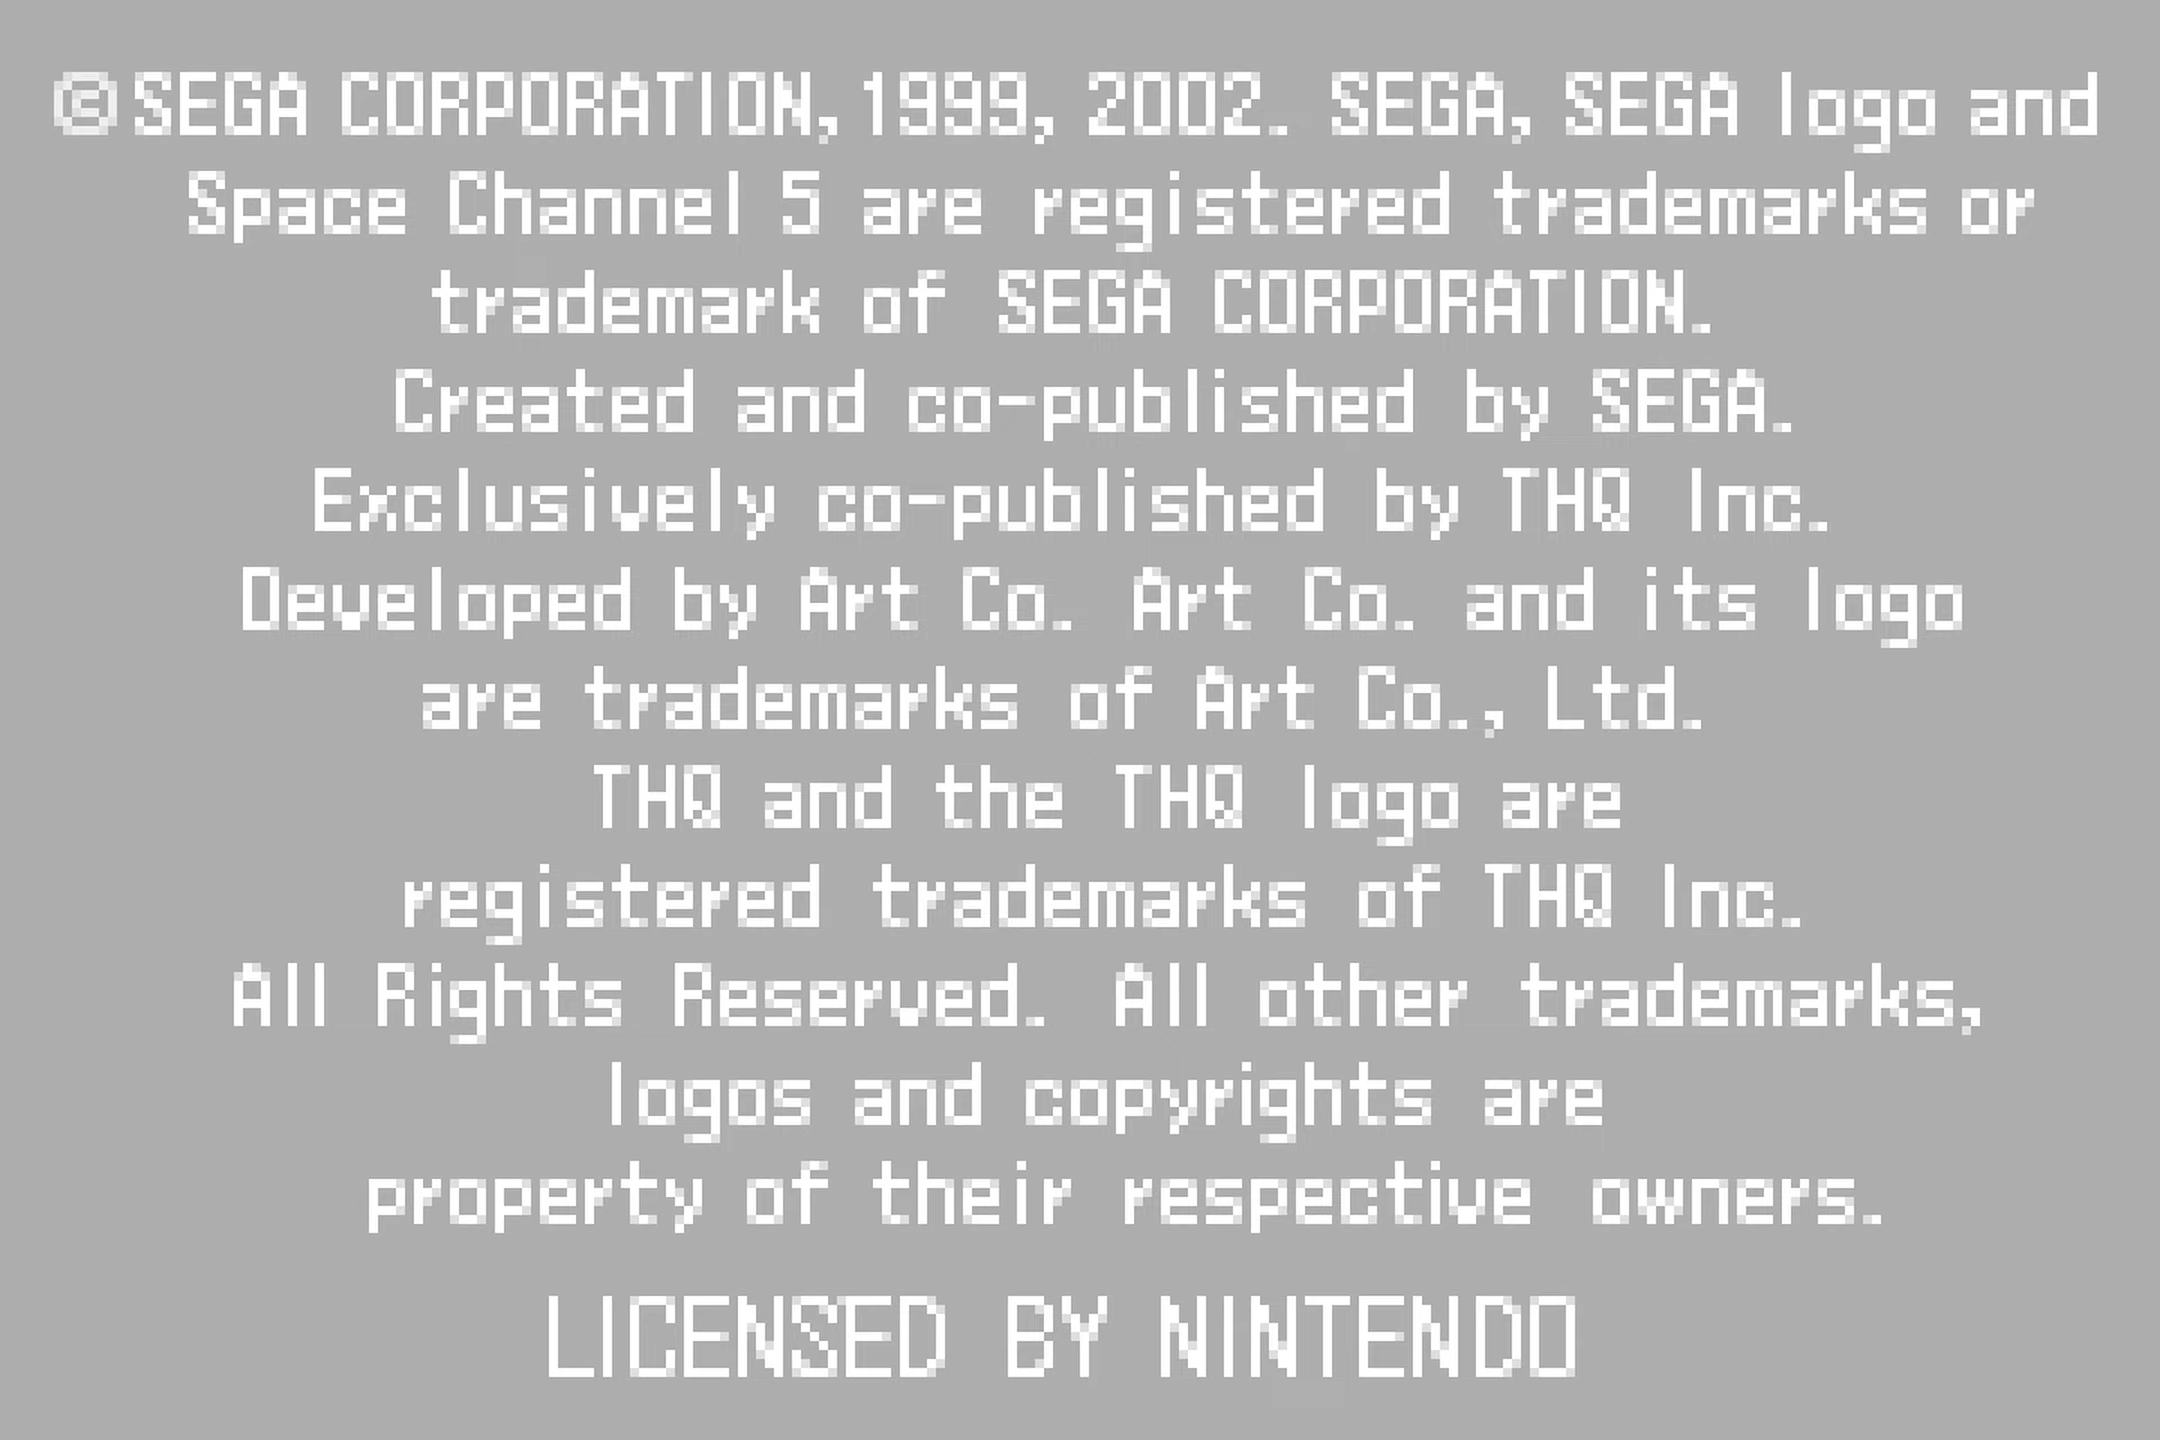 ©SEGA CORPORATION, 1999, 2002. SEGA, SEGA logo and
Space Channel 5 are registered trademarks or
trademark of SEGA CORPORATION.
Created and co-published by SEGA.
Exclusively co-published by THQ Inc.
Developed by Art Co. Art Co. and its logo
are trademarks of Art Co., Ltd.
THQ and the THQ logo are
registered trademarks of THQ Inc.
All Rights Reserved. All other trademarks,
logos and copyrights are
property of their respective owners.
LICENSED BY NINTENDO